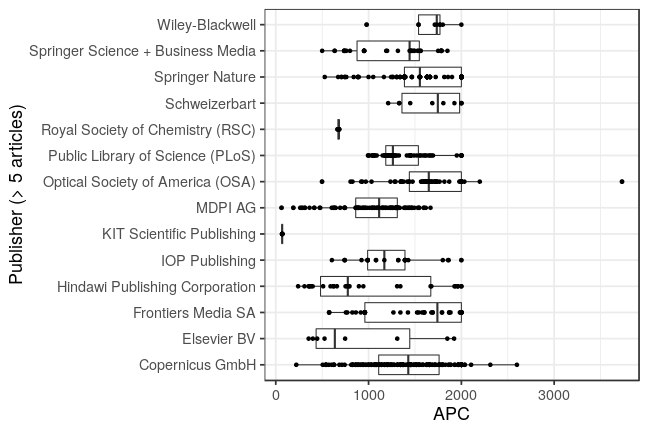 Publisher (> 5 articles)
Wiley-Blackwell
Springer Science + Business Media
Springer Nature
Schweizerbart
Royal Society of Chemistry (RSC)
Public Library of Science (PLoS)
Optical Society of America (OSA)
MDPI AG
KIT Scientific Publishing
IOP Publishing
Hindawi Publishing Corporation
Frontiers Media SA
Elsevier BV
Copernicus GmbH
0 1000 2000 3000
APC